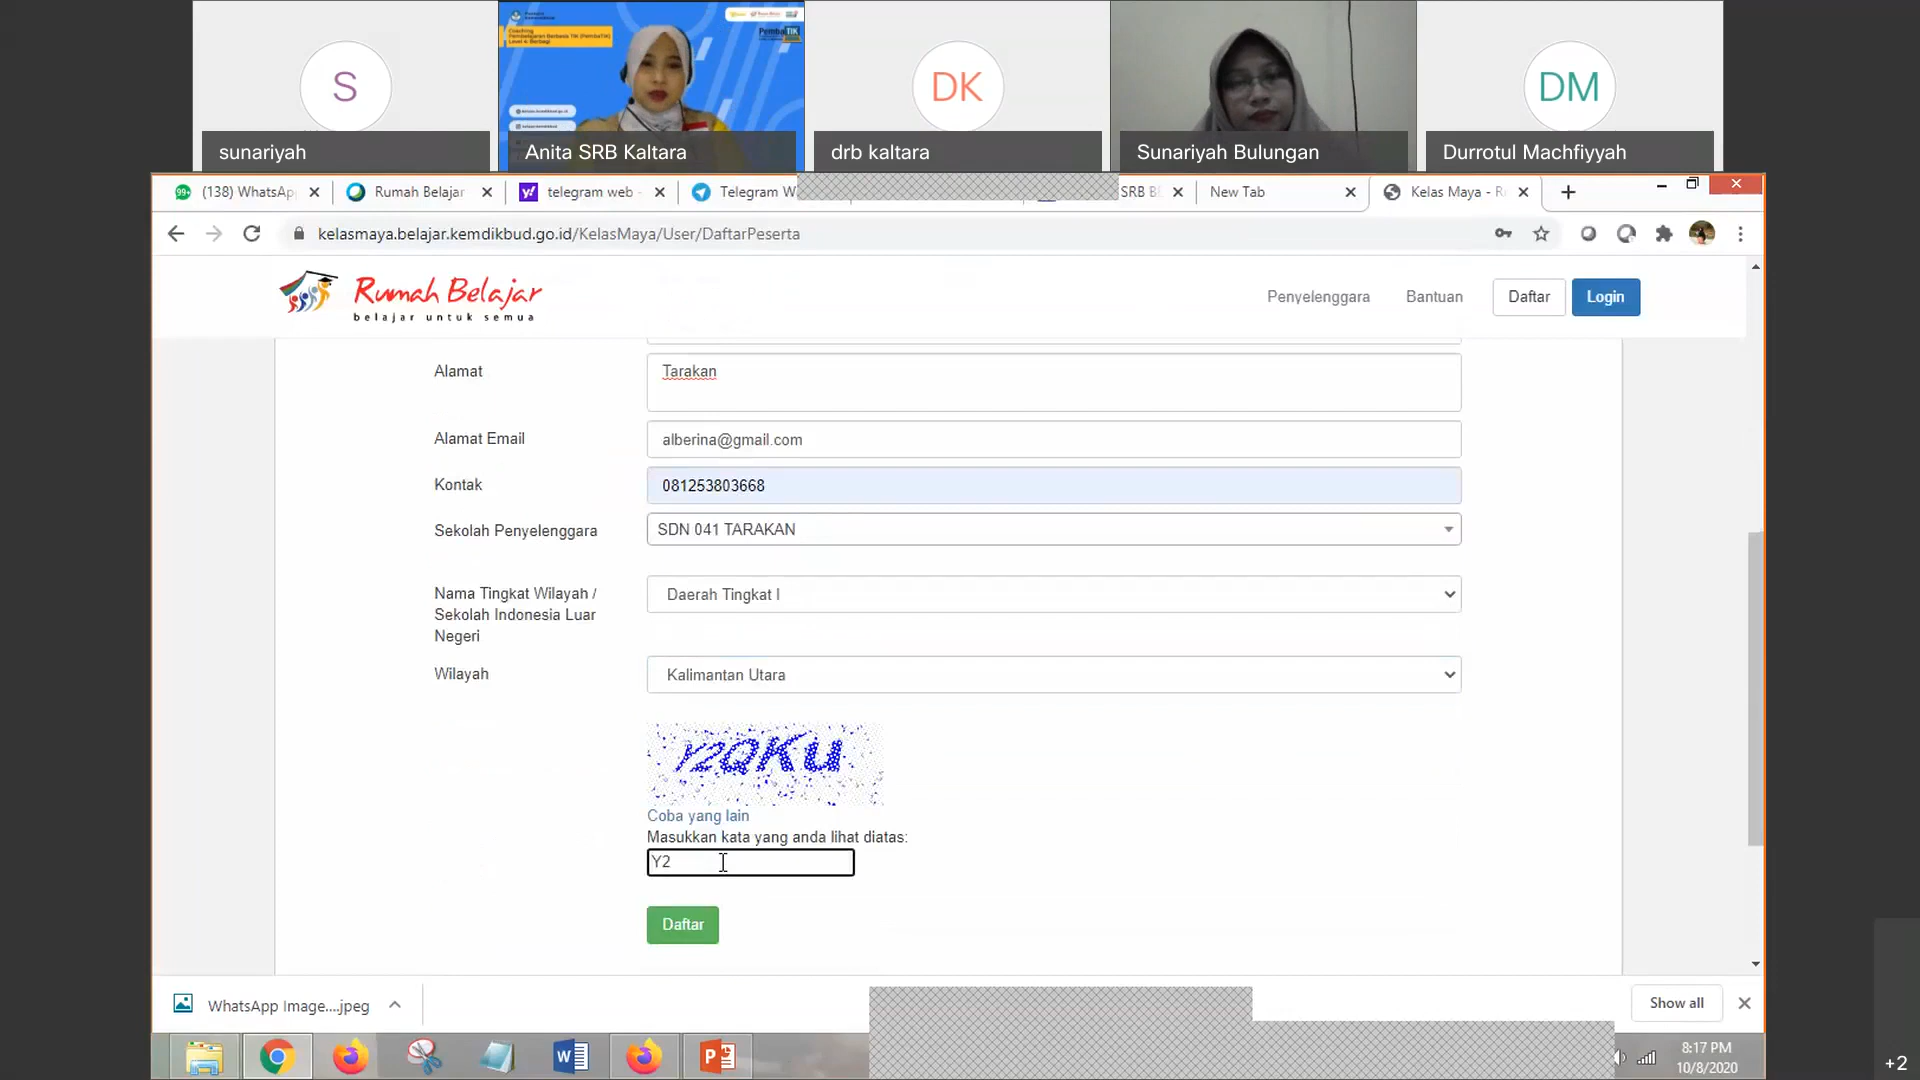 S
DK
DM
sunariyah
Anita SRB Kaltara
drb kaltara
Sunariyah Bulungan
Durrotul Machfiyyah
(138) WhatsAp
Rumah Belajar
telegram web -
Telegram W
SRB B
New Tab
Kelas Maya - R
kelasmaya.belajar.kemdikbud.go.id/KelasMaya/User/DaftarPeserta
Rumah Belajar
belajar untuk semua
Penyelenggara
Bantuan
Daftar
Login
Alamat
Tarakan
Alamat Email
alberina@gmail.com
Kontak
081253803668
Sekolah Penyelenggara
SDN 041 TARAKAN
Nama Tingkat Wilayah /
Sekolah Indonesia Luar
Negeri
Daerah Tingkat I
Wilayah
Kalimantan Utara
Y2QKU
Coba yang lain
Masukkan kata yang anda lihat diatas:
Y2
Daftar
WhatsApp Image....jpeg
Show all
8:17 PM
10/8/2020
+2